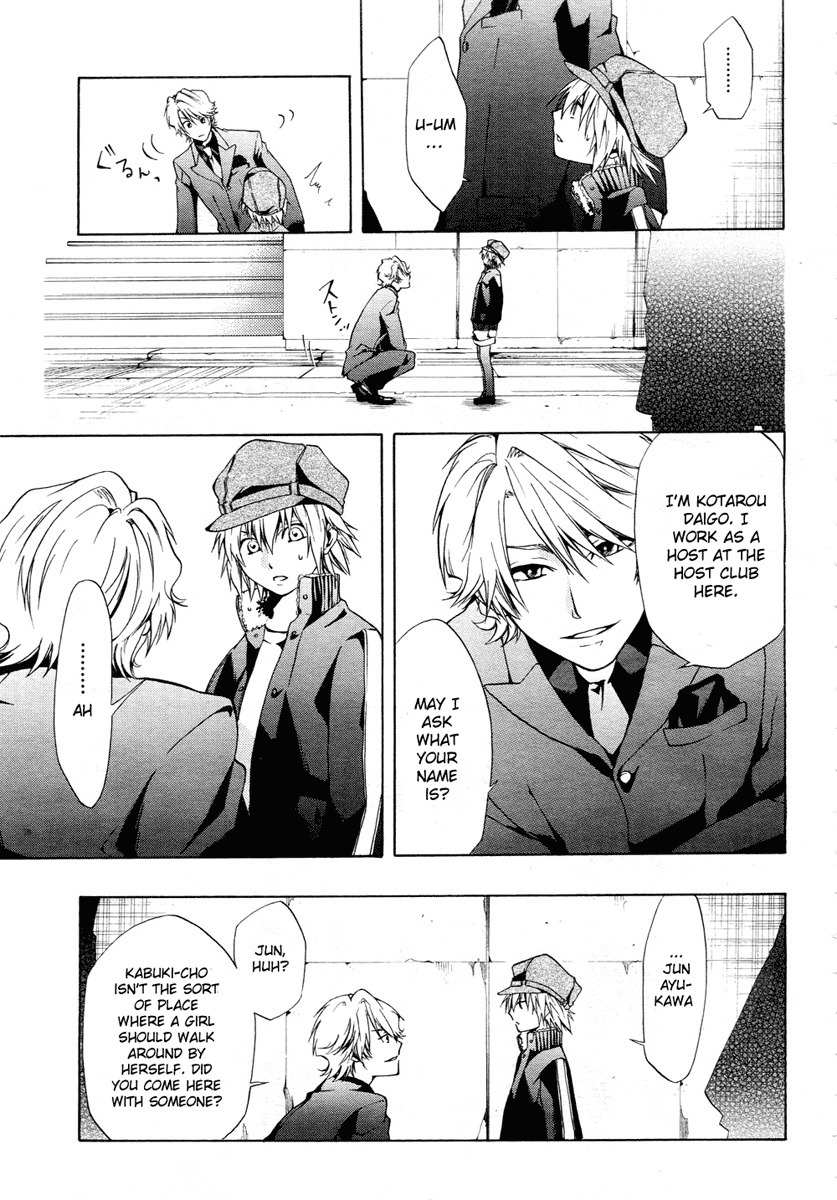 .........
U-UM
...
ぐるんっ
ストンッ
I'M KOTAROU
DAIGO. I
WORK AS A
HOST AT THE
HOST CLUB
HERE.
MAY I
ASK
WHAT
YOUR
NAME
IS?
.........
AH
...
JUN
AYU-
KAWA
JUN,
HUH?
KABUKI-CHO
ISN'T THE SORT
OF PLACE
WHERE A GIRL
SHOULD WALK
AROUND BY
HERSELF. DID
YOU COME HERE
WITH SOMEONE?